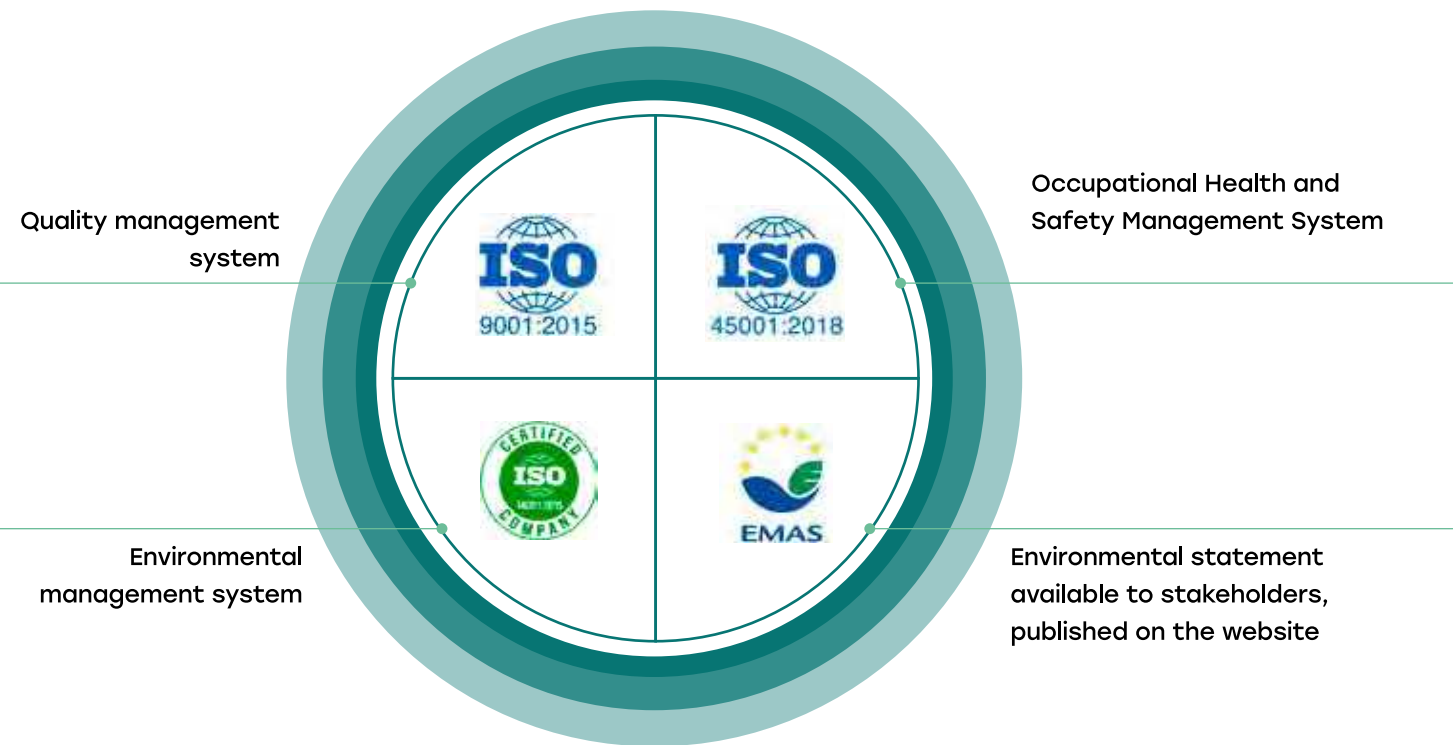 Quality management
system
Occupational Health and
Safety Management System
ISO
9001:2015
ISO
45001:2018
CERTIFIED
ISO
COMPANY
EMAS
Environmental
management system
Environmental statement
available to stakeholders,
published on the website